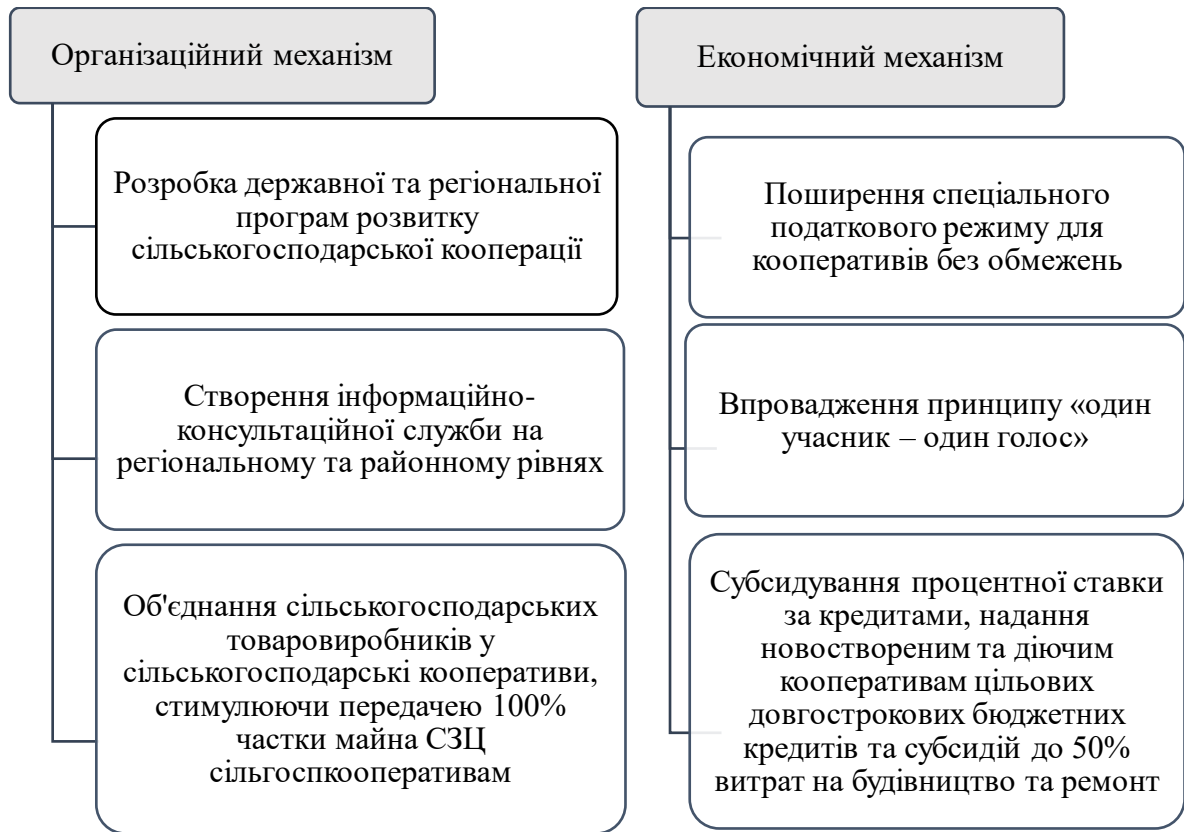 Організаційний механізм
Розробка державної та регіональної
програм розвитку
сільськогосподарської кооперації
Створення інформаційно-
консультаційної служби на
регіональному та районному рівнях
Об'єднання сільськогосподарських
товаровиробників у
сільськогосподарські кооперативи,
стимулюючи передачею 100%
частки майна СЗЦ
сільгоспкооперативам
Економічний механізм
Поширення спеціального
податкового режиму для
кооперативів без обмежень
Впровадження принципу «один
учасник – один голос»
Субсидування процентної ставки
за кредитами, надання
новоствореним та діючим
кооперативам цільових
довгострокових бюджетних
кредитів та субсидій до 50%
витрат на будівництво та ремонт